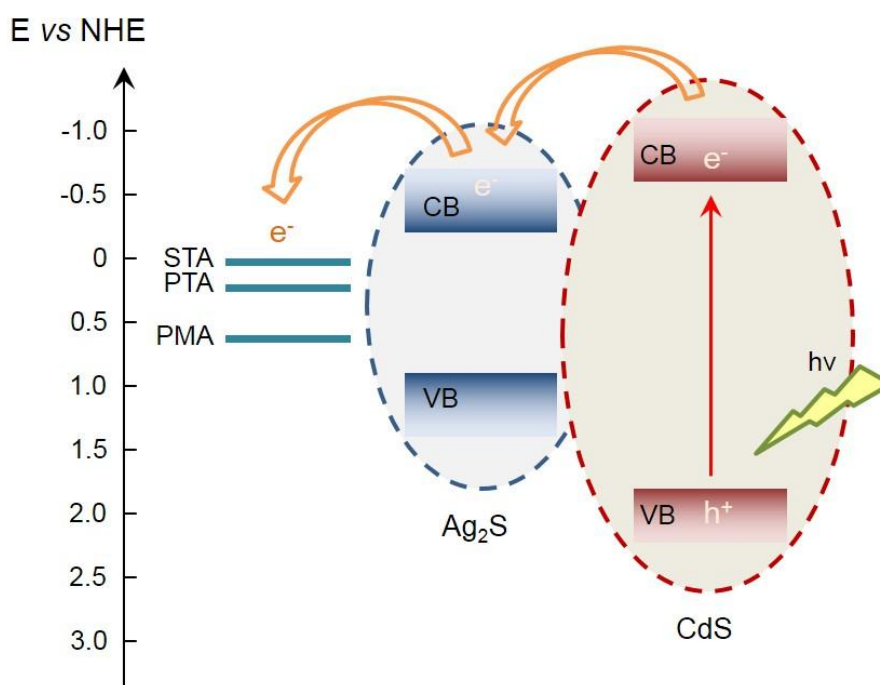 E vs NHE
-1.0
-0.5
0
0.5
1.0
1.5
2.0
2.5
3.0
STA
PTA
PMA
e⁻
CB
e⁻
VB
Ag₂S
CB
e⁻
hν
VB
h⁺
CdS